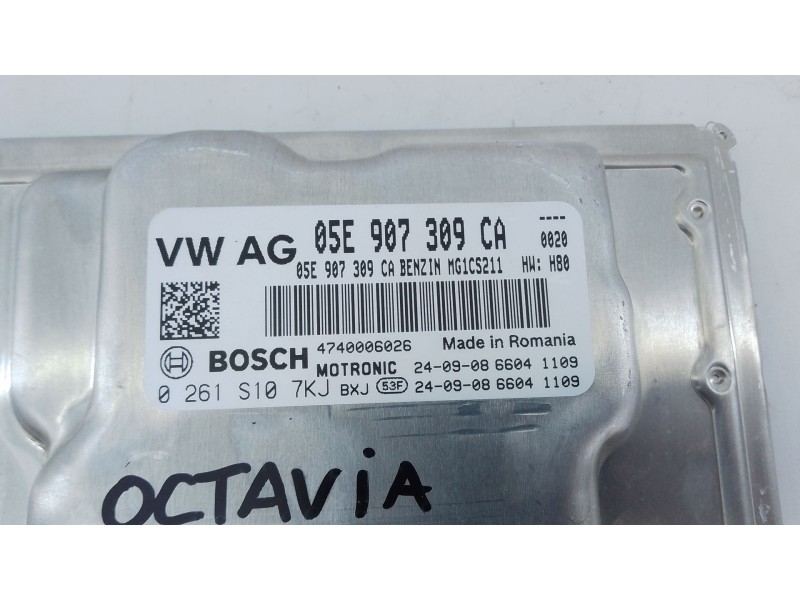 VW AG 05E 907 309 CA ----
0020
05E 907 309 CA BENZIN MG1CS211 HW: H80
4740006026 Made in Romania
BOSCH MOTRONIC 24-09-08 6604 1109
0 261 S10 7KJ BXJ 53F 24-09-08 6604 1109
OCTAViA